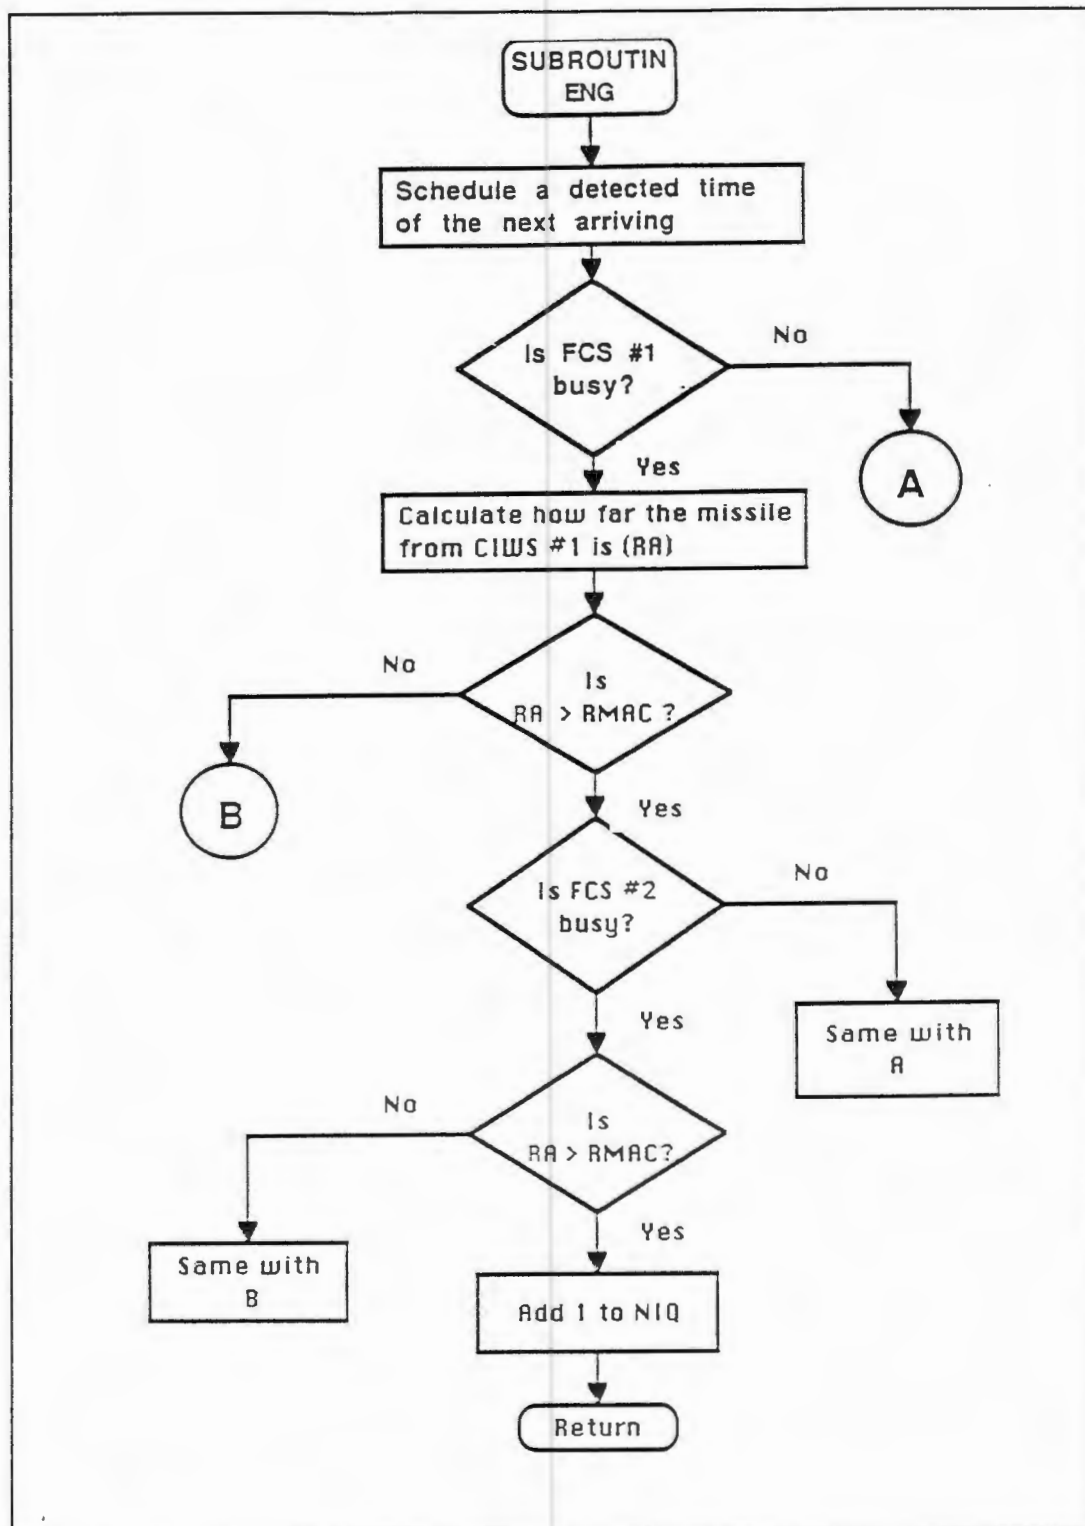 SUBROUTIN
ENG
Schedule a detected time
of the next arriving
Is FCS #1
busy?
No
A
Yes
Calculate how far the missile
from CIWS #1 is (RA)
Is
RA > RMAC ?
No
B
Yes
Is FCS #2
busy?
No
Same with
A
Yes
Is
RA > RMAC?
No
Same with
B
Yes
Add 1 to NIQ
Return